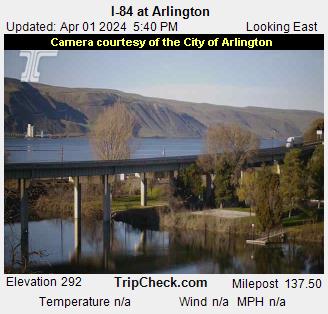 I-84 at Arlington
Updated: Apr 01 2024 5:40 PM Looking East
Camera courtesy of the City of Arlington
Elevation 292 TripCheck.com Milepost 137.50
Temperature n/a Wind n/a MPH n/a